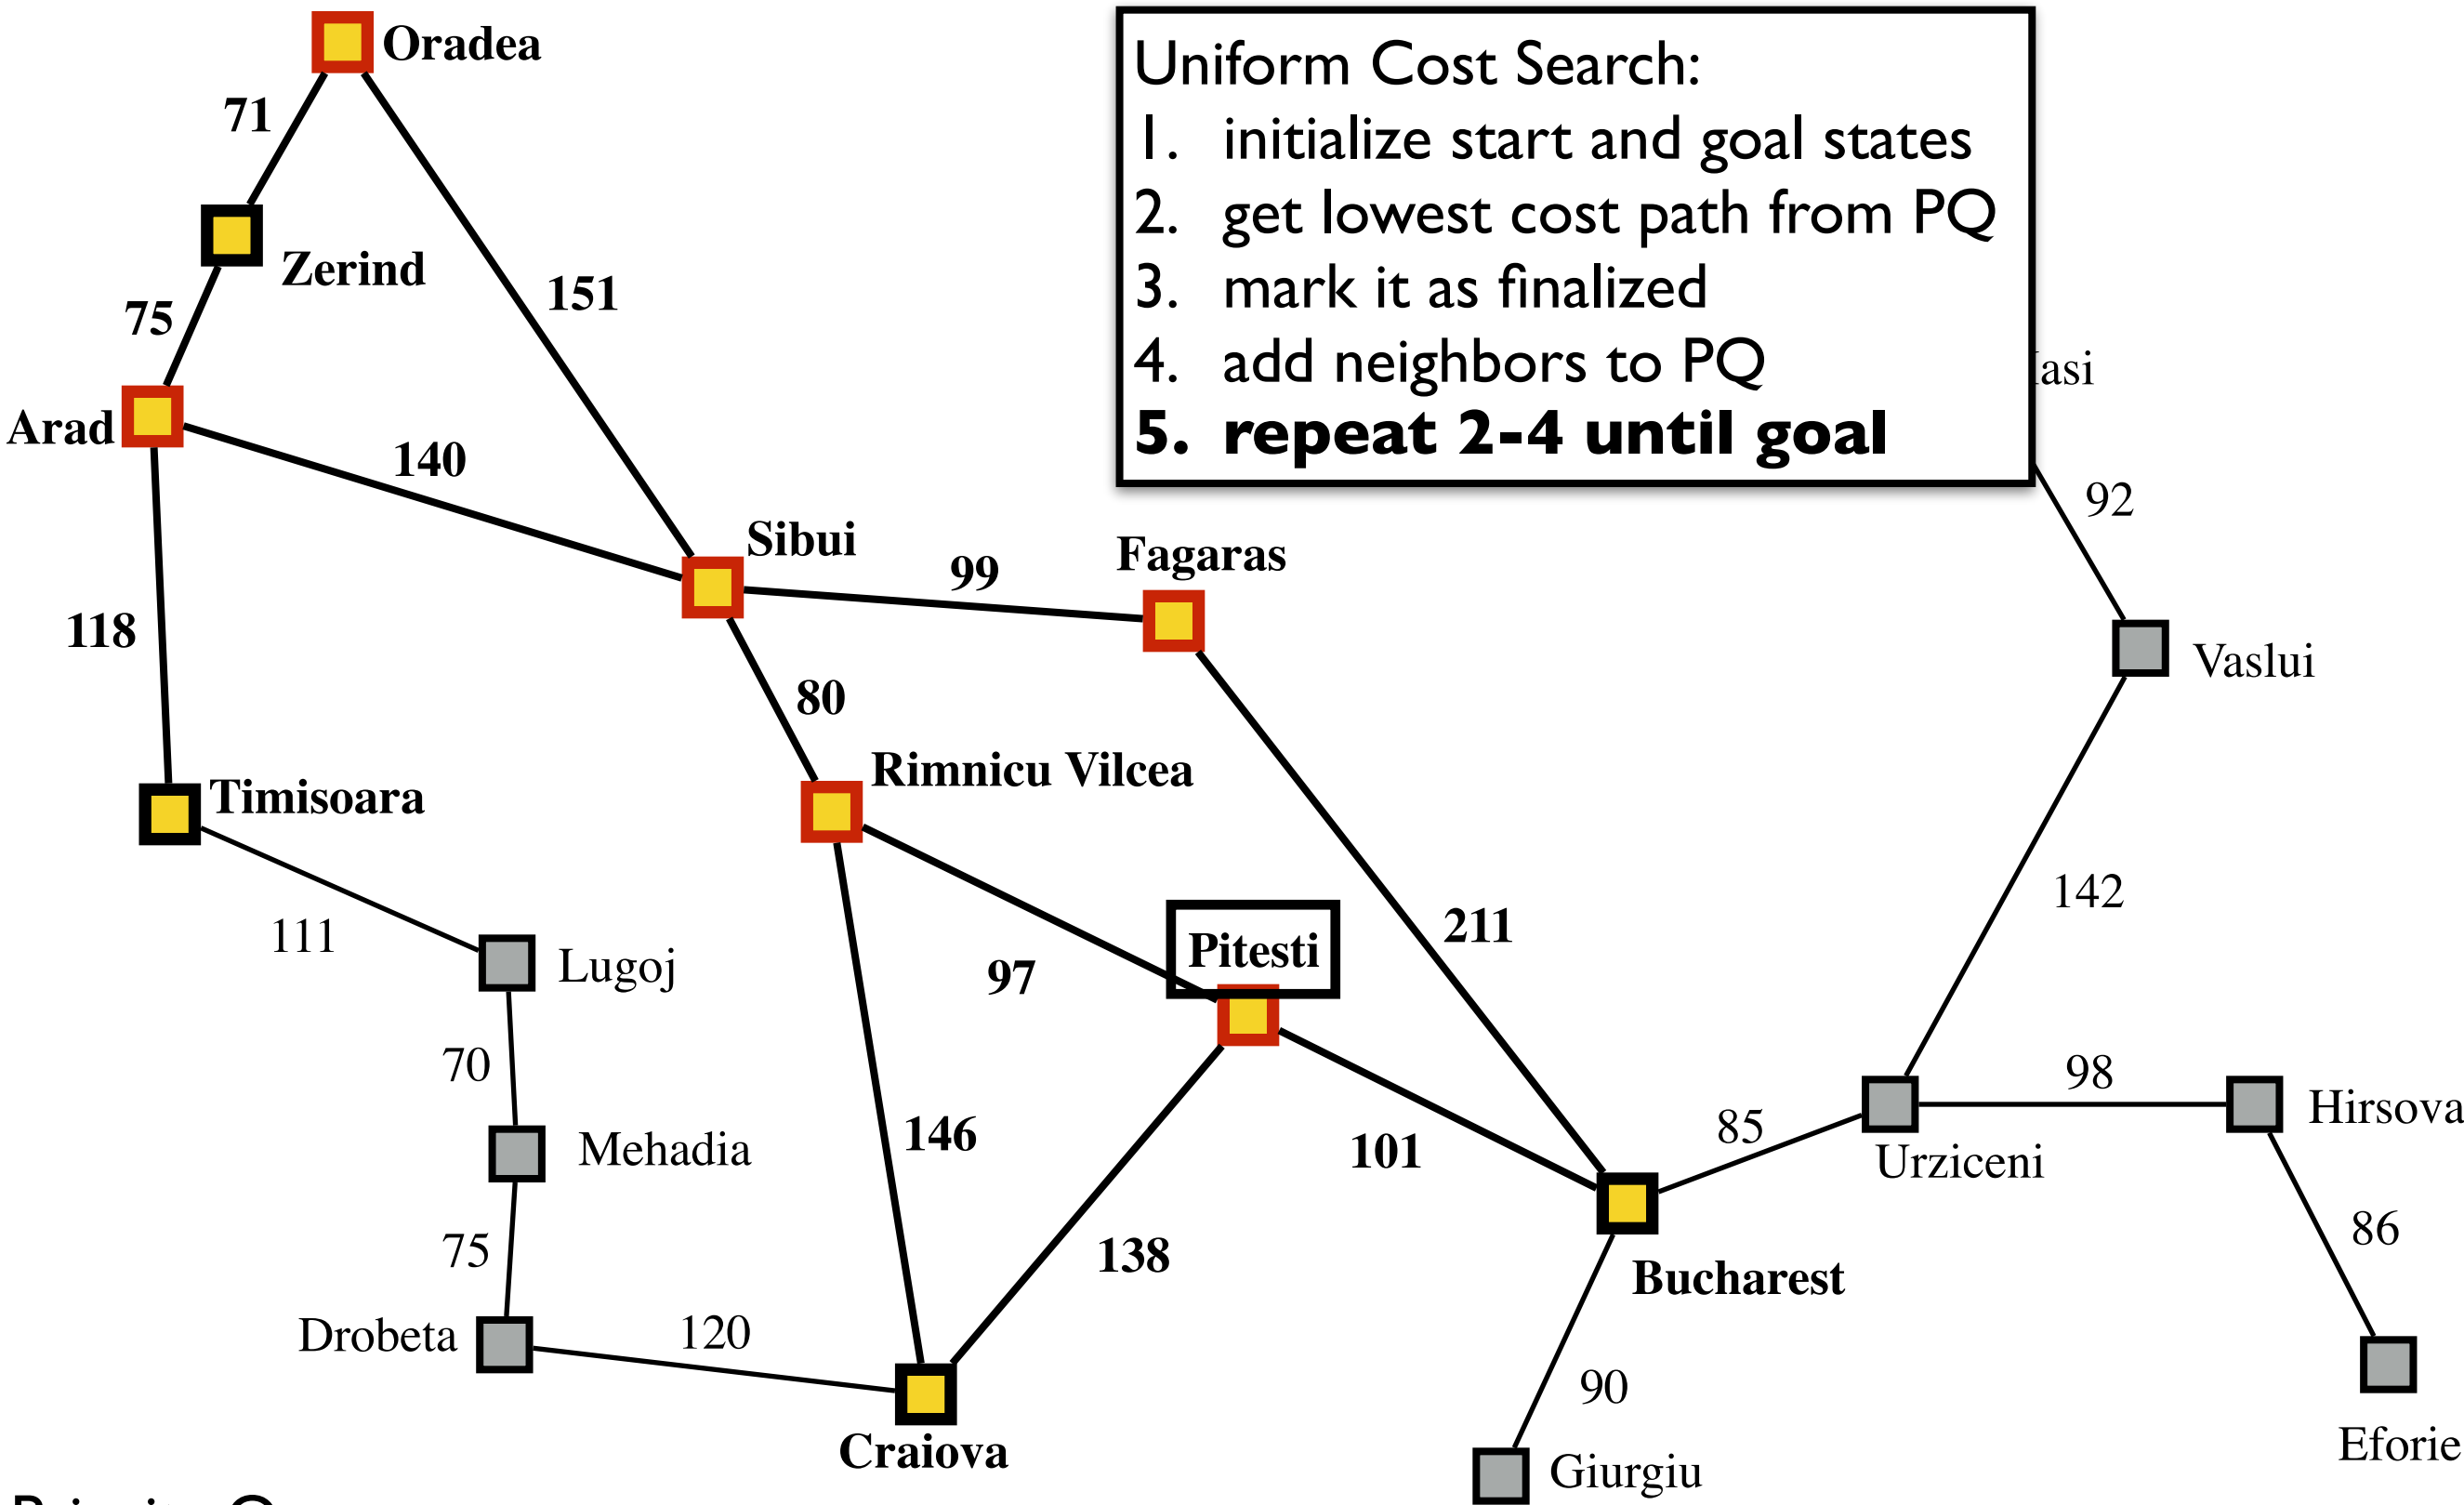 Oradea
Uniform Cost Search:
1. initialize start and goal states
2. get lowest cost path from PQ
3. mark it as finalized
4. add neighbors to PQ
5. repeat 2-4 until goal
71
Zerind
151
75
Iasi
Arad
140
92
Sibui
Fagaras
99
118
Vaslui
80
Rimnicu Vilcea
Timisoara
142
211
111
Pitesti
Lugoj
97
70
98
Hirsova
85
146
Mehadia
101
Urziceni
75
138
86
Bucharest
Drobeta
120
90
Craiova
Eforie
Giurgiu